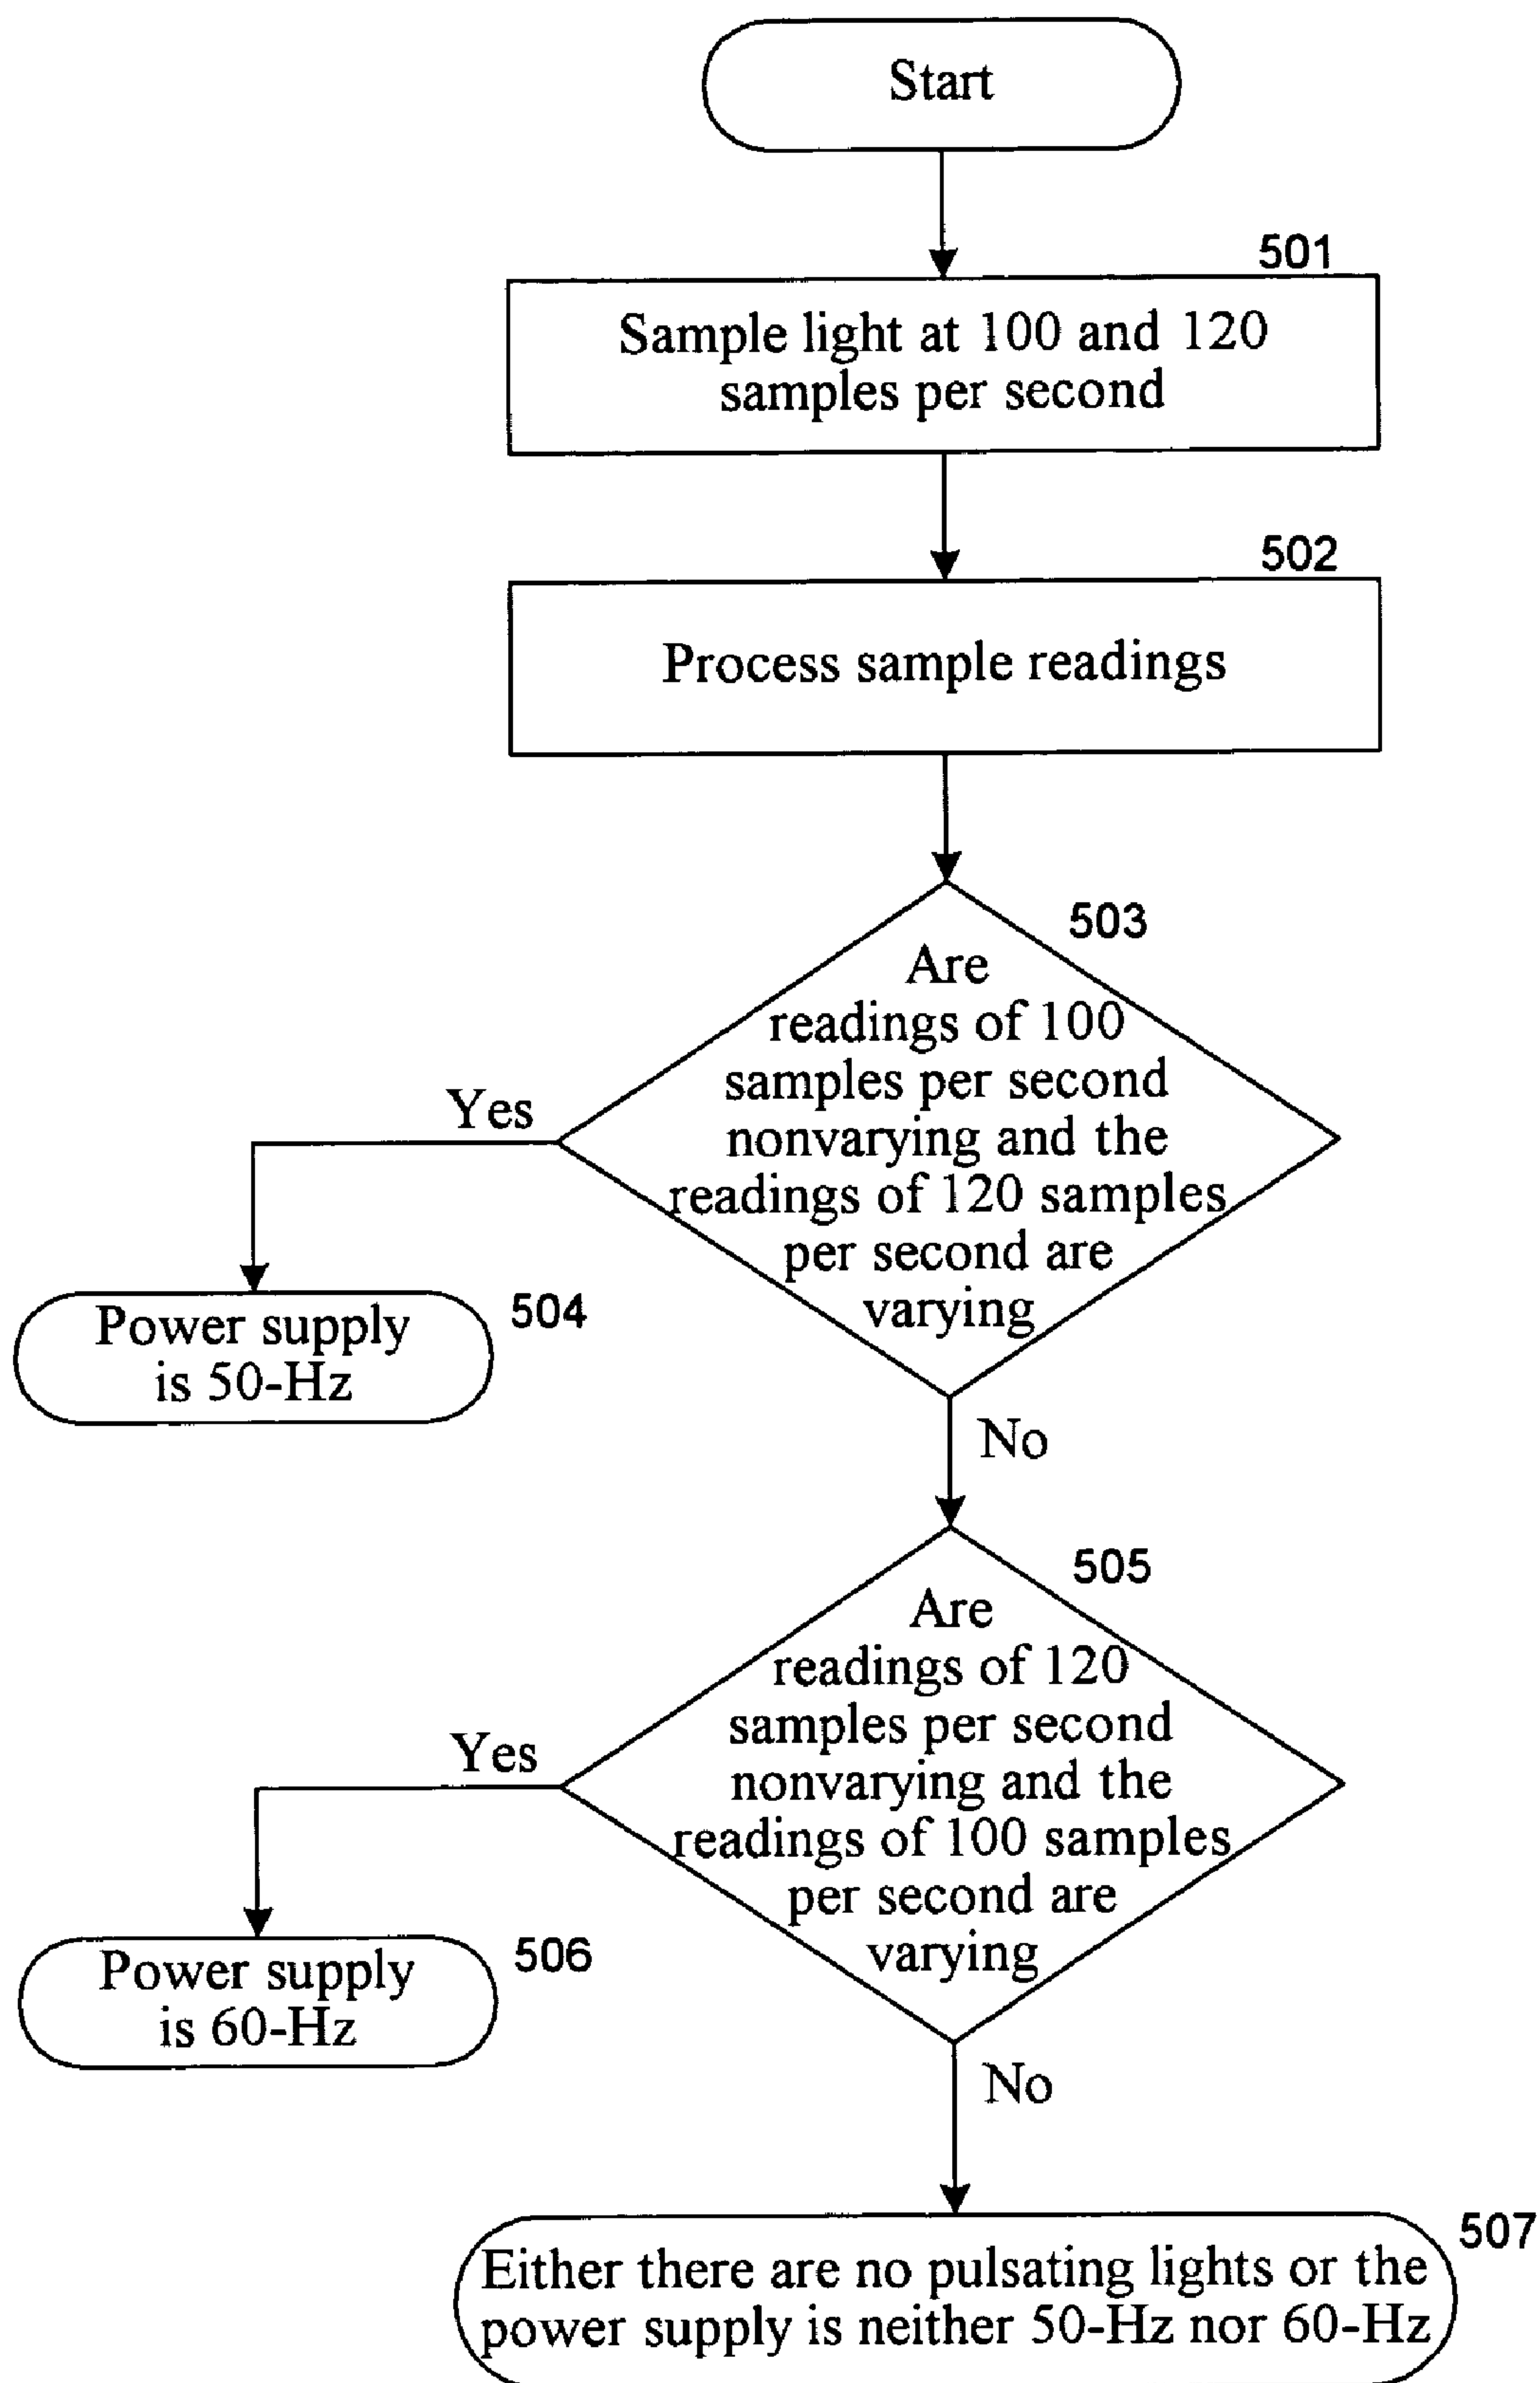 Start
501
Sample light at 100 and 120
samples per second
502
Process sample readings
503
Are
readings of 100
samples per second
nonvarying and the
readings of 120 samples
per second are
varying
Yes
Power supply
is 50-Hz
504
No
505
Are
readings of 120
samples per second
nonvarying and the
readings of 100 samples
per second are
varying
Yes
Power supply
is 60-Hz
506
No
507
Either there are no pulsating lights or the
power supply is neither 50-Hz nor 60-Hz